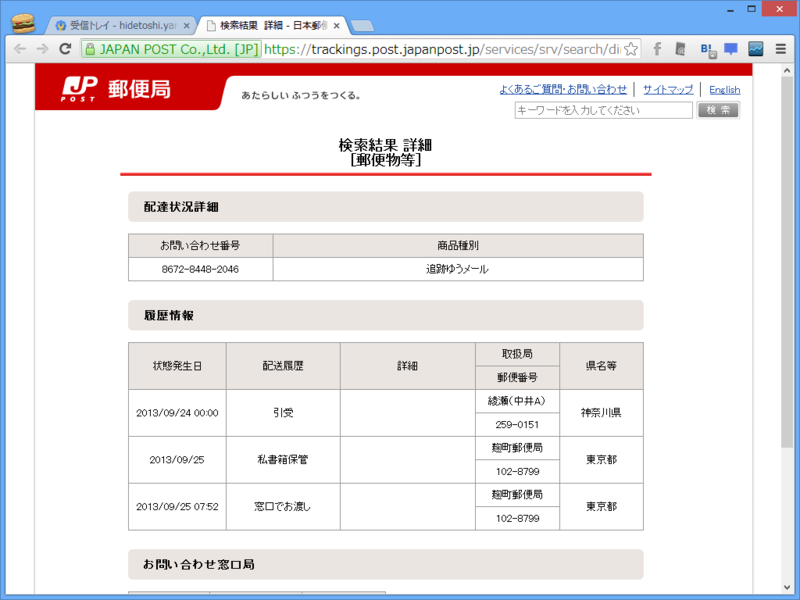 受信トレイ - hidetoshi.yar
検索結果 詳細 - 日本郵便
JAPAN POST Co.,Ltd. [JP]
https://trackings.post.japanpost.jp/services/srv/search/di
JP
POST
郵便局
あたらしい ふつうをつくる。
よくあるご質問・お問い合わせ
サイトマップ
English
キーワードを入力してください
検 索
検索結果 詳細
[郵便物等]
配達状況詳細
お問い合わせ番号 商品種別
8672-8448-2046 追跡ゆうメール
履歴情報
状態発生日 配送履歴 詳細 取扱局 県名等
郵便番号
2013/09/24 00:00 引受 綾瀬(中井A) 神奈川県
259-0151
2013/09/25 私書箱保管 麹町郵便局 東京都
102-8799
2013/09/25 07:52 窓口でお渡し 麹町郵便局 東京都
102-8799
お問い合わせ窓口局